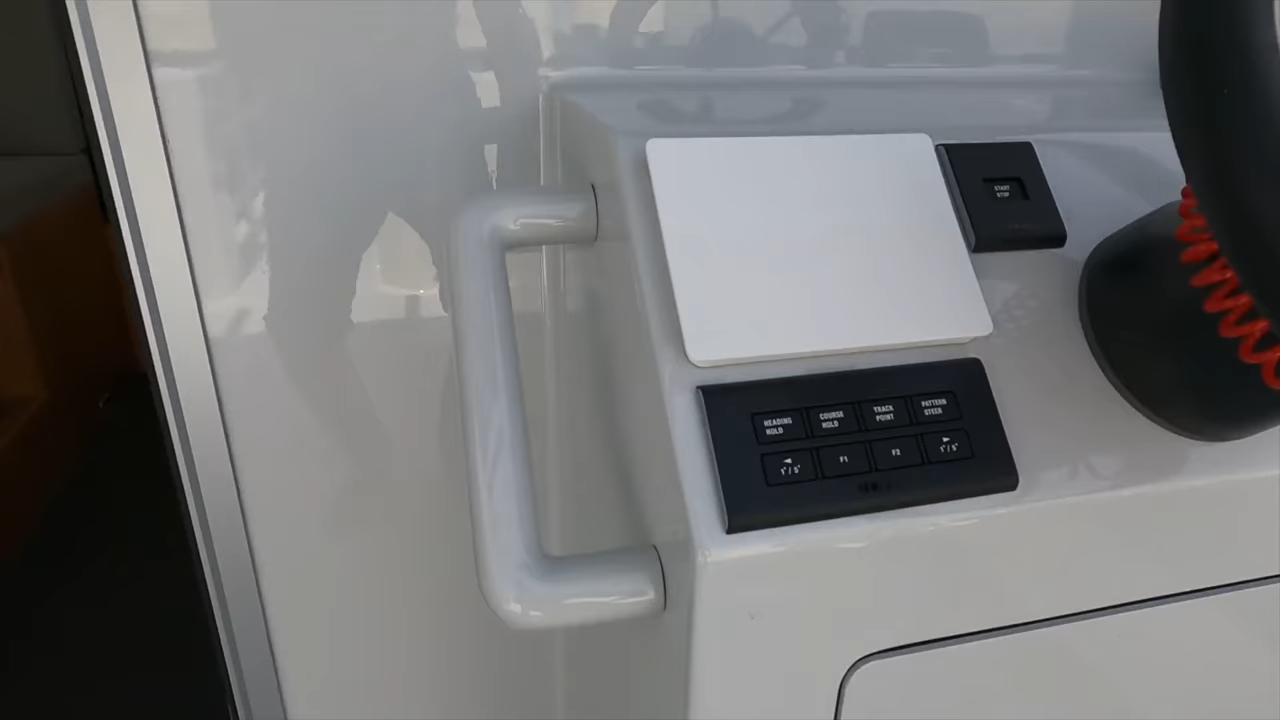 START
STOP
HEADING
HOLD
COURSE
HOLD
TRACK
POINT
PATTERN
STEER
1°/5°
F1
F2
1°/5°